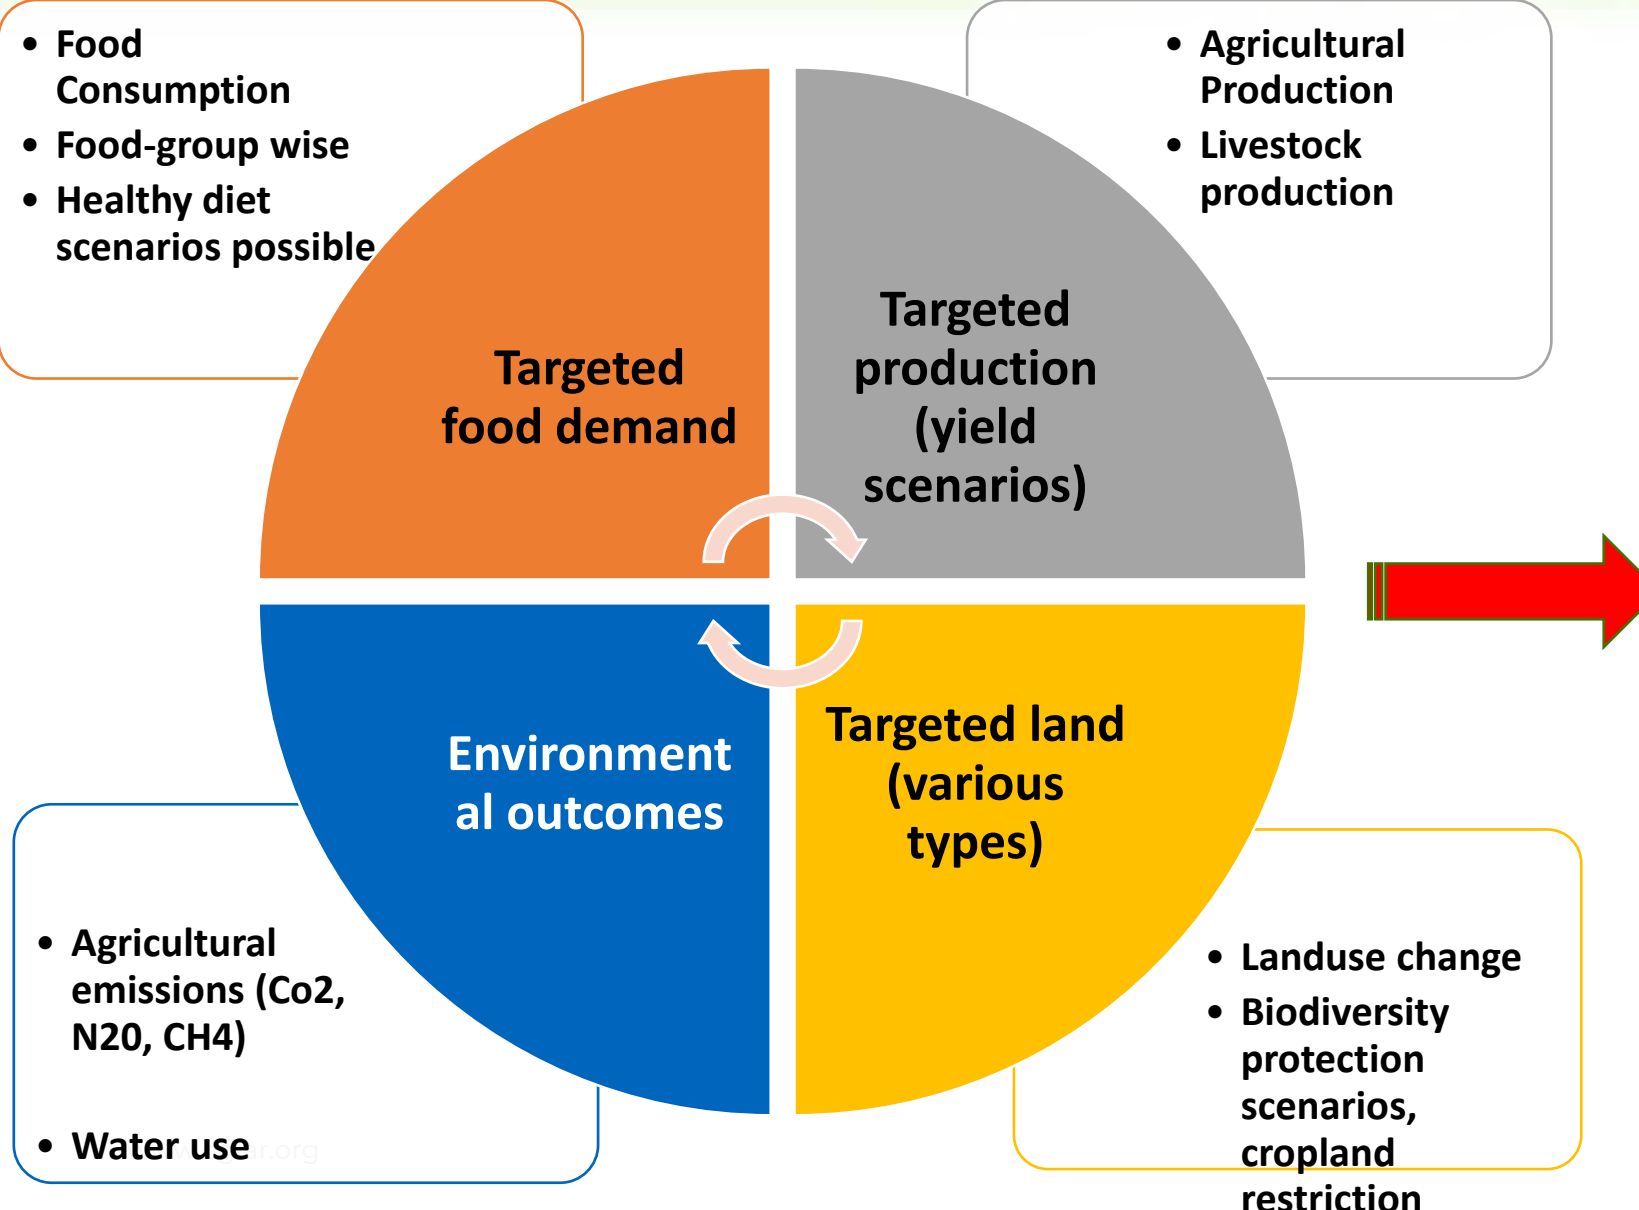 • Food
Consumption
• Food-group wise
• Healthy diet
scenarios possible
• Agricultural
Production
• Livestock
production
Targeted
food demand
Targeted
production
(yield
scenarios)
Environment
al outcomes
Targeted land
(various
types)
• Agricultural
emissions (Co2,
N20, CH4)
• Water use
• Landuse change
• Biodiversity
protection
scenarios,
cropland
restriction